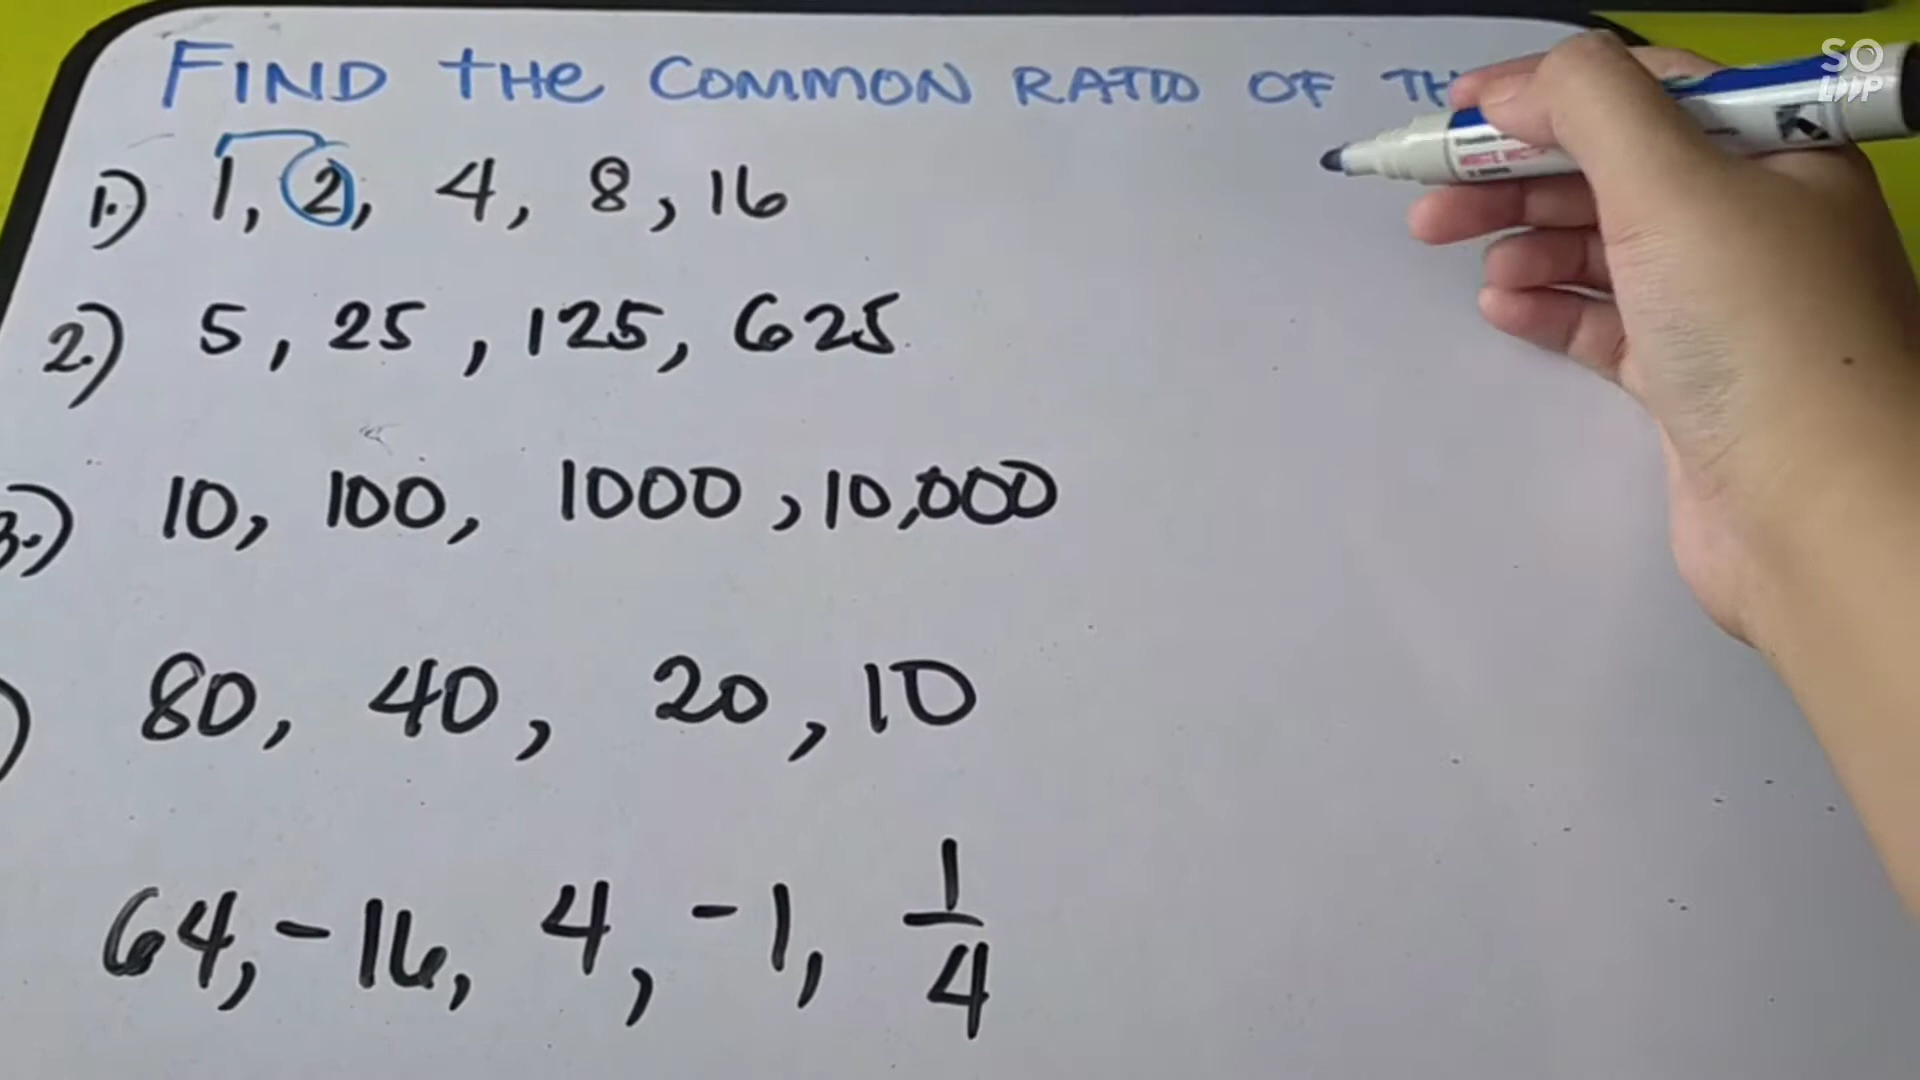 FIND THE COMMON RATIO OF TH
1.) 1, 2, 4, 8, 16
2.) 5, 25, 125, 625
3.) 10, 100, 1000, 10,000
) 80, 40, 20, 10
64, -16, 4, -1, 1/4
SO
LMP